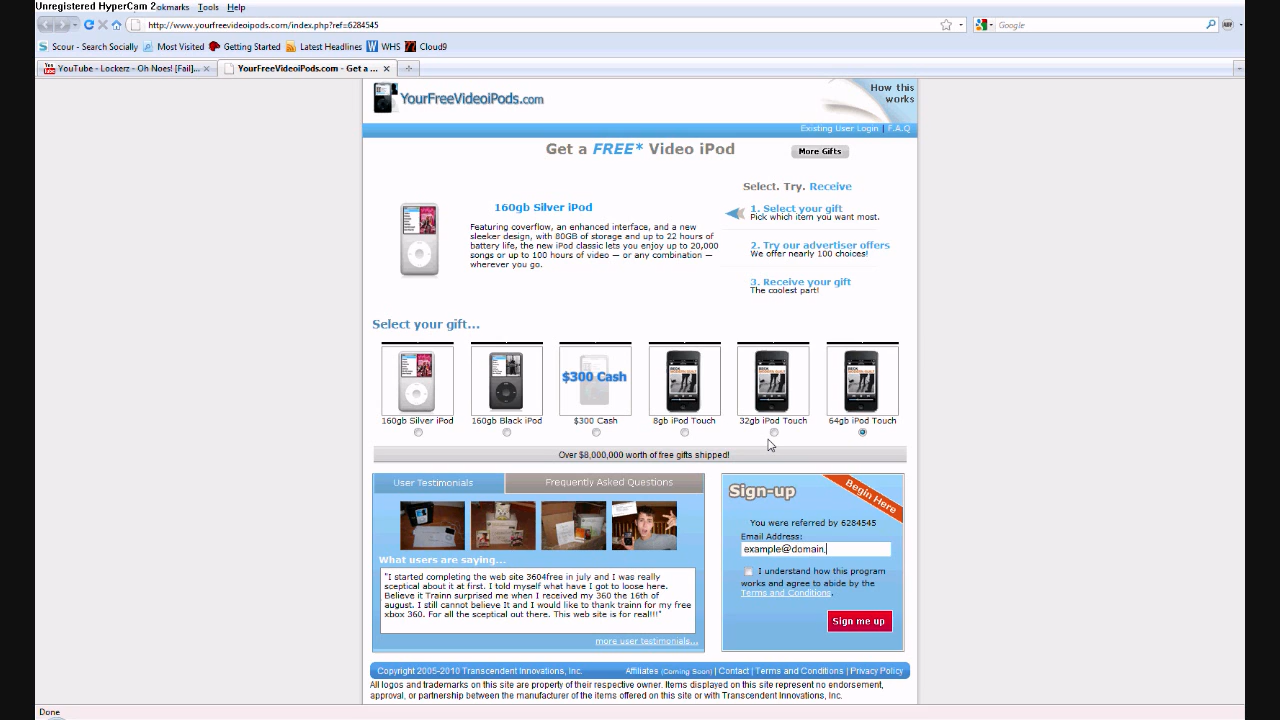 Unregistered HyperCam 2
okmarks Tools Help
http://www.yourfreevideoipods.com/index.php?ref=6284545
Google
ABP
Scour - Search Socially Most Visited Getting Started Latest Headlines WHS Cloud9
YouTube - Lockerz - Oh Noes! [Fail]...
YourFreeVideoiPods.com - Get a ...
YourFreeVideoiPods.com
How this
works
Existing User Login | F.A.Q
Get a FREE* Video iPod
More Gifts
Select. Try. Receive
160gb Silver iPod
Featuring coverflow, an enhanced interface, and a new
sleeker design, with 80GB of storage and up to 22 hours of
battery life, the new iPod classic lets you enjoy up to 20,000
songs or up to 100 hours of video — or any combination —
wherever you go.
1. Select your gift
Pick which item you want most.
2. Try our advertiser offers
We offer nearly 100 choices!
3. Receive your gift
The coolest part!
Select your gift...
$300 Cash
160gb Silver iPod
160gb Black iPod
$300 Cash
8gb iPod Touch
32gb iPod Touch
64gb iPod Touch
Over $8,000,000 worth of free gifts shipped!
User Testimonials
Frequently Asked Questions
What users are saying...
"I started completing the web site 3604free in july and I was really
sceptical about it at first. I told myself what have I got to loose here.
Believe it Trainn surprised me when I received my 360 the 16th of
august. I still cannot believe It and I would like to thank trainn for my free
xbox 360. For all the sceptical out there. This web site is for real!!!"
more user testimonials...
Sign-up
Begin Here
You were referred by 6284545
Email Address:
example@domain.
I understand how this program
works and agree to abide by the
Terms and Conditions.
Sign me up
Copyright 2005-2010 Transcendent Innovations, Inc.
Affiliates (Coming Soon) | Contact | Terms and Conditions | Privacy Policy
All logos and trademarks on this site are property of their respective owner. Items displayed on this site represent no endorsement,
approval, or partnership between the manufacturer of the items offered on this site or with Transcendent Innovations, Inc.
Done